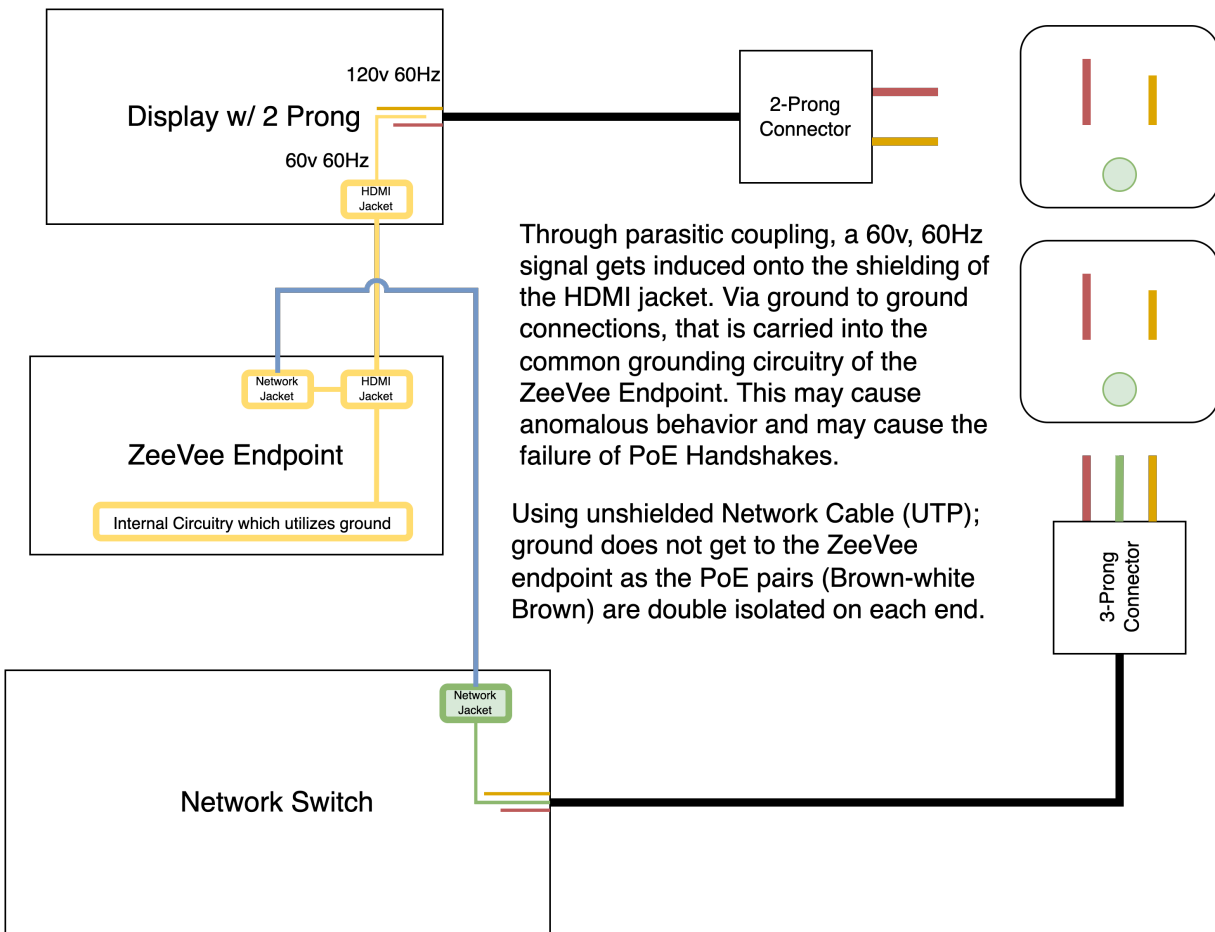 120v 60Hz
Display w/ 2 Prong
60v 60Hz
HDMI
Jacket
2-Prong
Connector
Through parasitic coupling, a 60v, 60Hz
signal gets induced onto the shielding of
the HDMI jacket. Via ground to ground
connections, that is carried into the
common grounding circuitry of the
ZeeVee Endpoint. This may cause
anomalous behavior and may cause the
failure of PoE Handshakes.
Using unshielded Network Cable (UTP);
ground does not get to the ZeeVee
endpoint as the PoE pairs (Brown-white
Brown) are double isolated on each end.
Network
Jacket
HDMI
Jacket
ZeeVee Endpoint
Internal Circuitry which utilizes ground
3-Prong
Connector
Network
Jacket
Network Switch